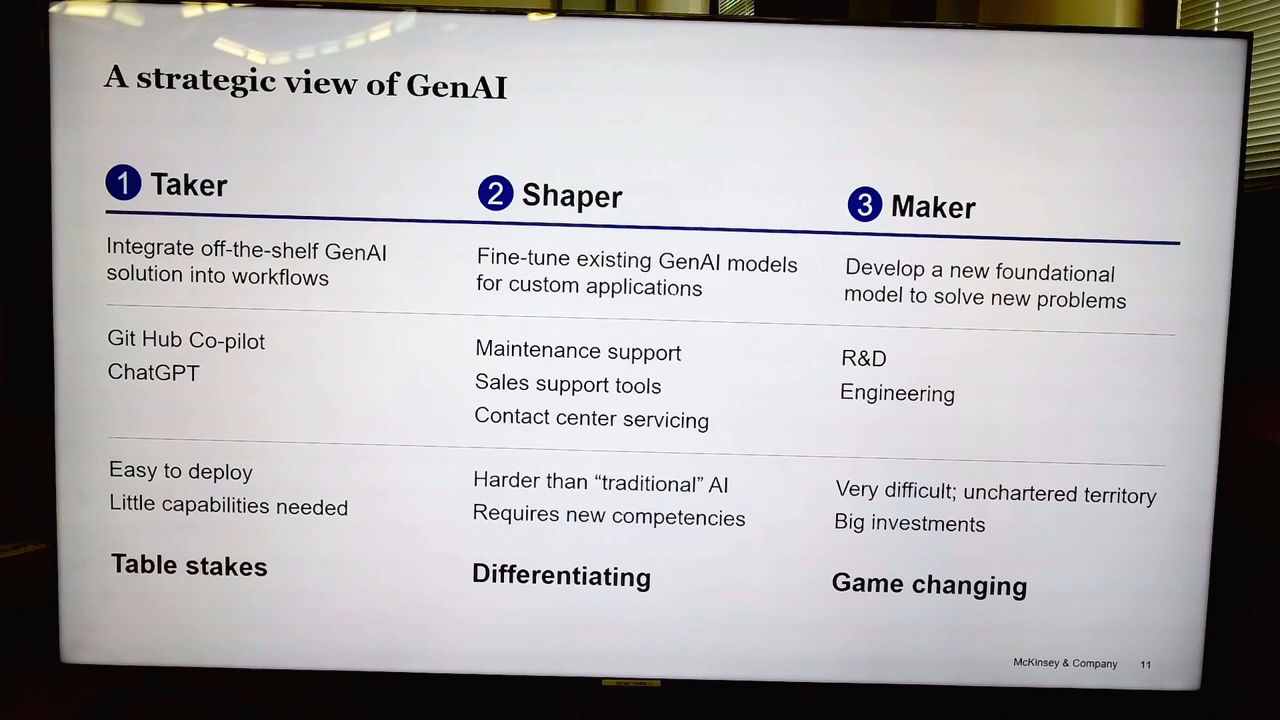 A strategic view of GenAI
1 Taker
Integrate off-the-shelf GenAI
solution into workflows
Git Hub Co-pilot
ChatGPT
Easy to deploy
Little capabilities needed
Table stakes
2 Shaper
Fine-tune existing GenAI models
for custom applications
Maintenance support
Sales support tools
Contact center servicing
Harder than “traditional” AI
Requires new competencies
Differentiating
3 Maker
Develop a new foundational
model to solve new problems
R&D
Engineering
Very difficult; unchartered territory
Big investments
Game changing
McKinsey & Company 11